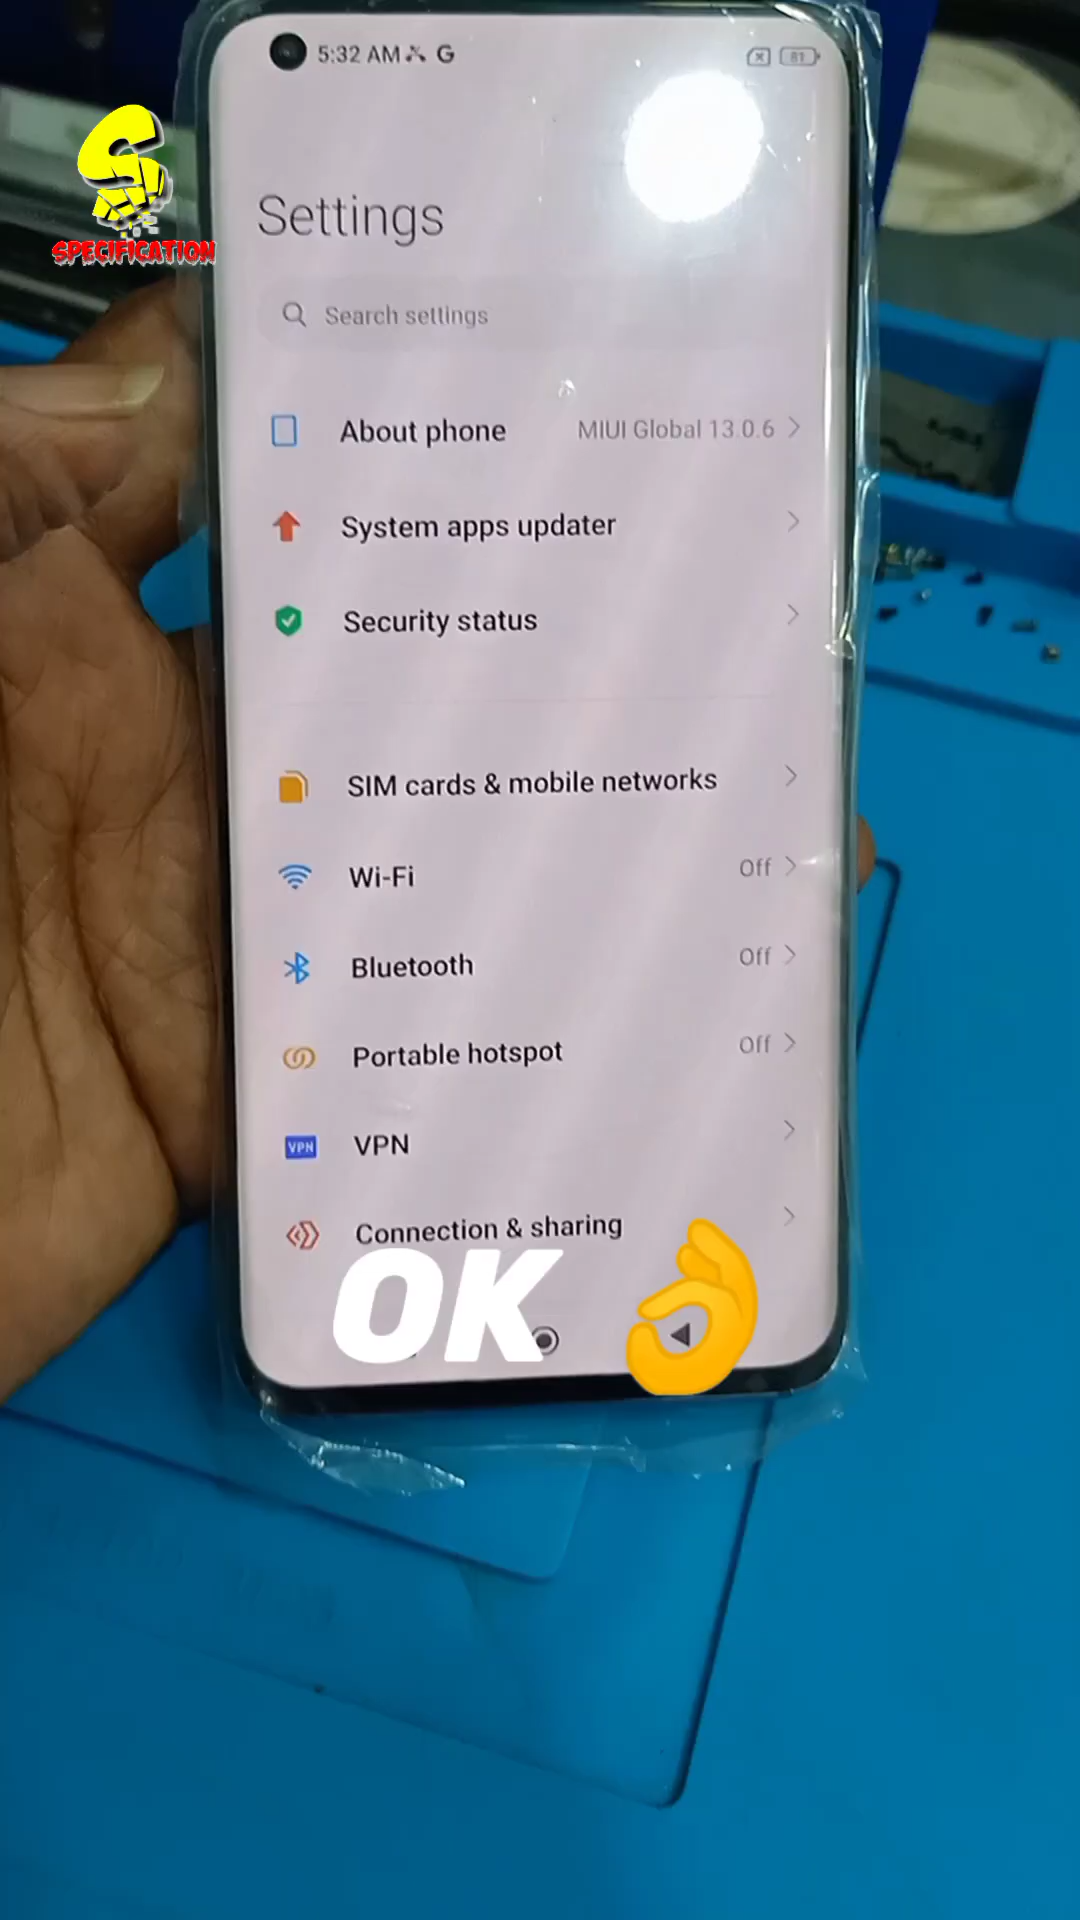 5:32 AM G
81
S
SPECIFICATION
Settings
Search settings
About phone MIUI Global 13.0.6
System apps updater
Security status
SIM cards & mobile networks
Wi-Fi Off
Bluetooth Off
Portable hotspot Off
VPN VPN
Connection & sharing
OK 👌